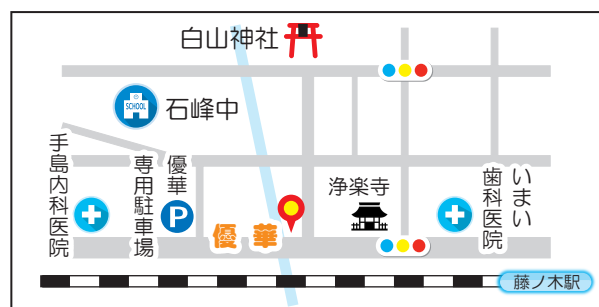 白山神社
SCHOOL
石峰中
手島内科医院
優華
専用駐車場
P
優華
浄楽寺
いまい
歯科医院
藤ノ木駅